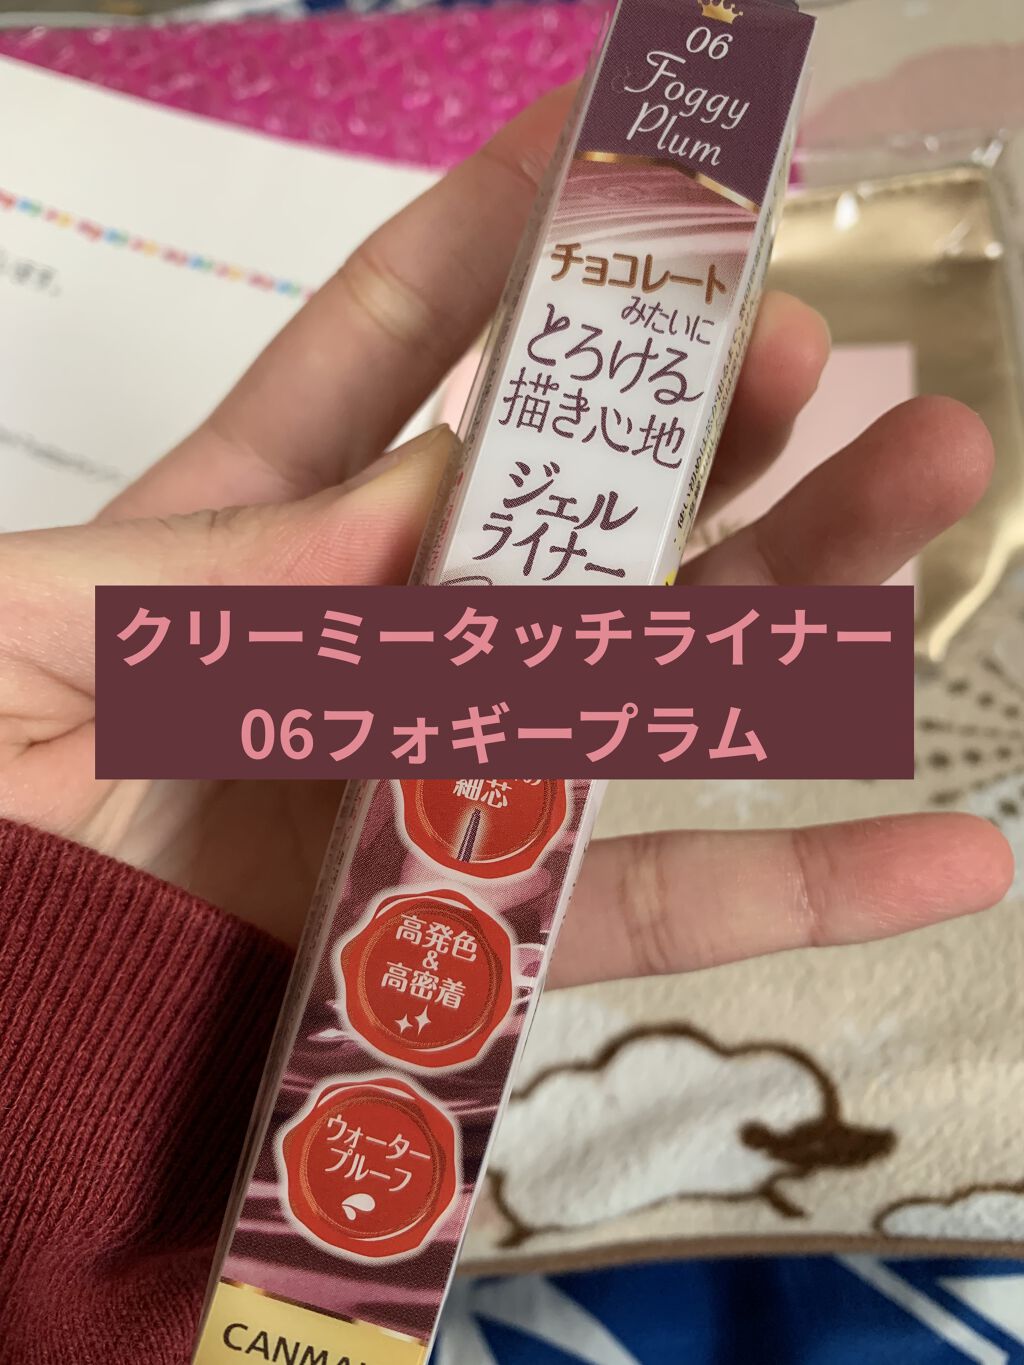 06
Foggy
Plum
チョコレート
みたいに
とろける
描き心地
ジェル
ライナー
クリーミータッチライナー
06フォギープラム
細芯
高発色
&
高密着
ウォーター
プルーフ
します。